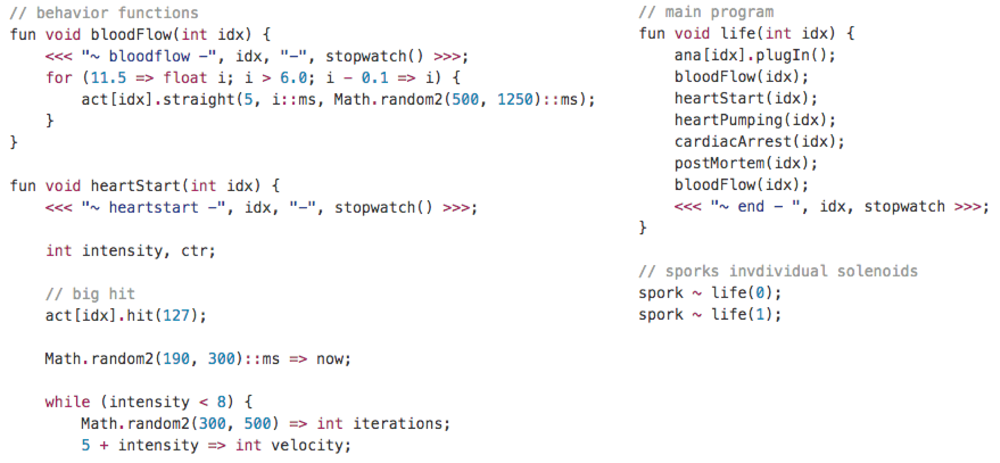 // behavior functions
fun void bloodFlow(int idx) {
    <<< "~ bloodflow –", idx, "–", stopwatch() >>>;
    for (11.5 => float i; i > 6.0; i - 0.1 => i) {
        act[idx].straight(5, i::ms, Math.random2(500, 1250)::ms);
    }
}

fun void heartStart(int idx) {
    <<< "~ heartstart –", idx, "–", stopwatch() >>>;

    int intensity, ctr;

    // big hit
    act[idx].hit(127);

    Math.random2(190, 300)::ms => now;

    while (intensity < 8) {
        Math.random2(300, 500) => int iterations;
        5 + intensity => int velocity;

// main program
fun void life(int idx) {
    ana[idx].plugIn();
    bloodFlow(idx);
    heartStart(idx);
    heartPumping(idx);
    cardiacArrest(idx);
    postMortem(idx);
    bloodFlow(idx);
    <<< "~ end – ", idx, stopwatch >>>;
}

// sporks invdividual solenoids
spork ~ life(0);
spork ~ life(1);